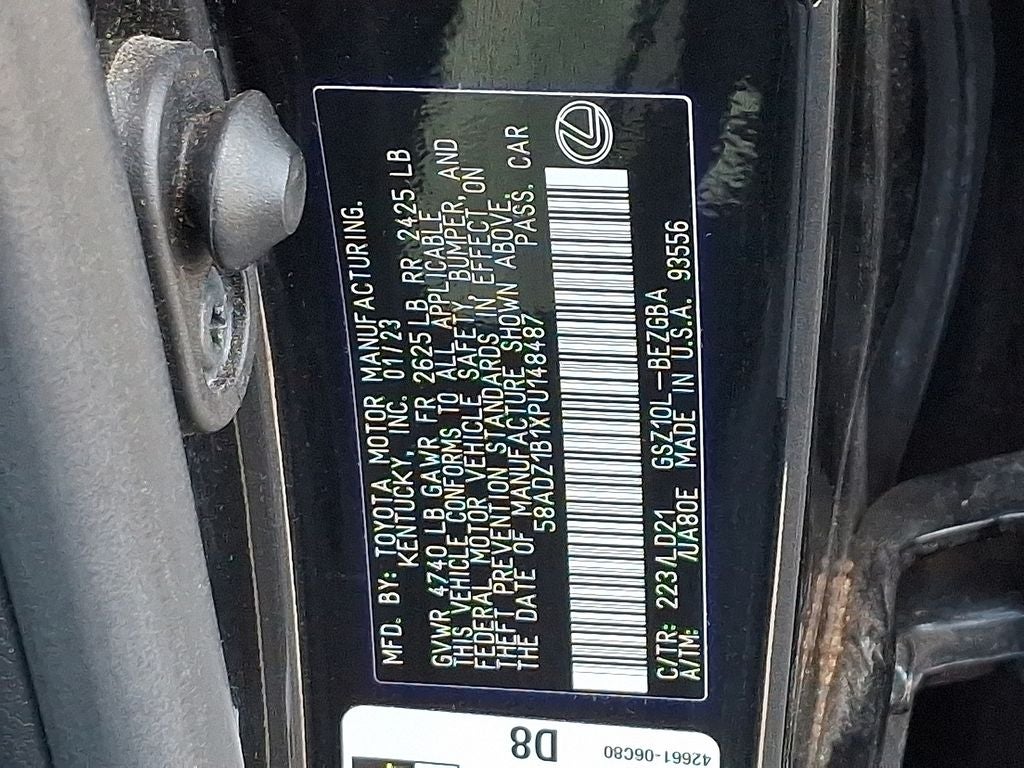 MFD. BY: TOYOTA MOTOR MANUFACTURING.
KENTUCKY, INC. 01/23
GVWR 4740 LB GAWR FR 2625 LB RR 2425 LB
THIS VEHICLE CONFORMS TO ALL APPLICABLE
FEDERAL MOTOR VEHICLE SAFETY, BUMPER, AND
THEFT PREVENTION STANDARDS IN EFFECT ON
THE DATE OF MANUFACTURE SHOWN ABOVE.
58ADZ1B1XPU148487 PASS. CAR
C/TR: 223/LD21 GSZ10L-BEZGBA
A/TM: /UA80E MADE IN U.S.A. 93556
D8
42661-06C80